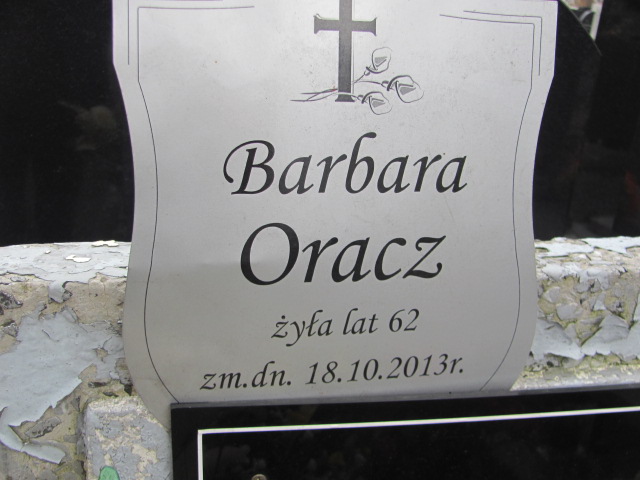 Barbara
Oracz
żyła lat 62
zm.dn. 18.10.2013r.